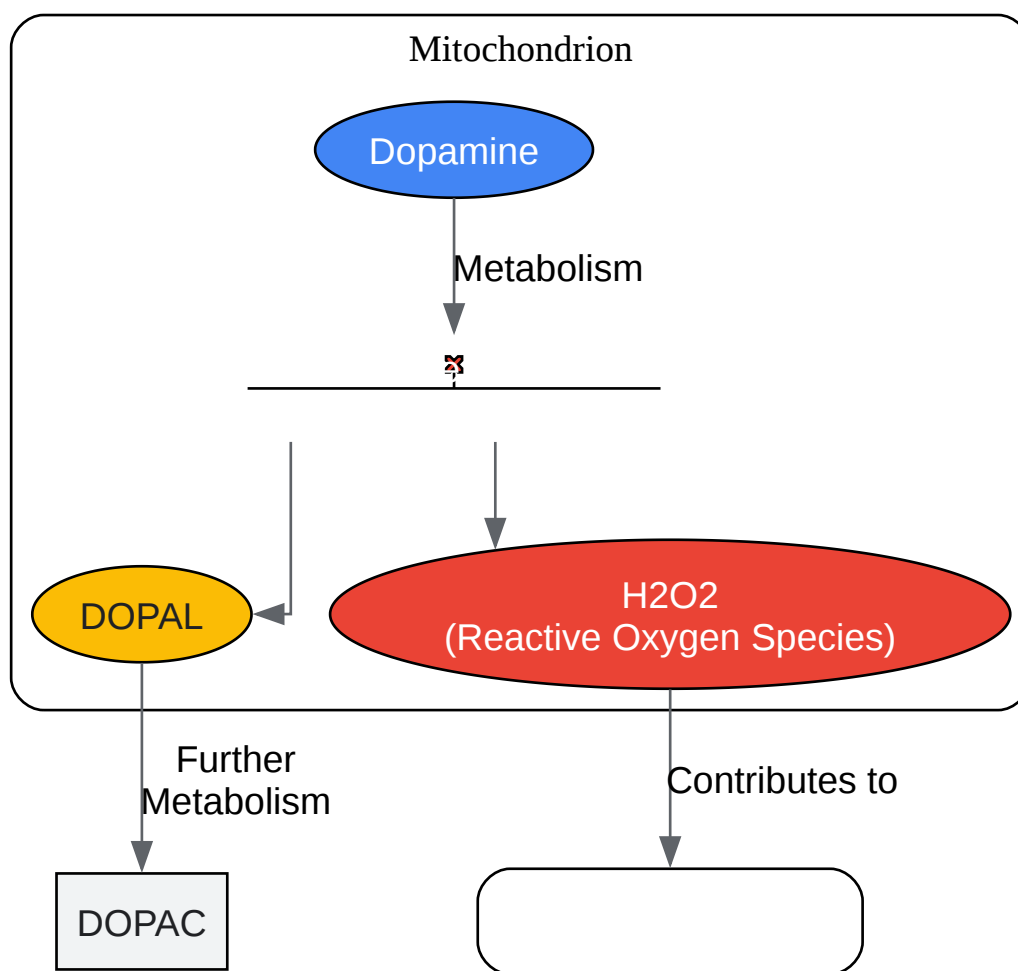 Mitochondrion
Dopamine
Metabolism
DOPAL
H2O2
(Reactive Oxygen Species)
Further
Metabolism
Contributes to
DOPAC